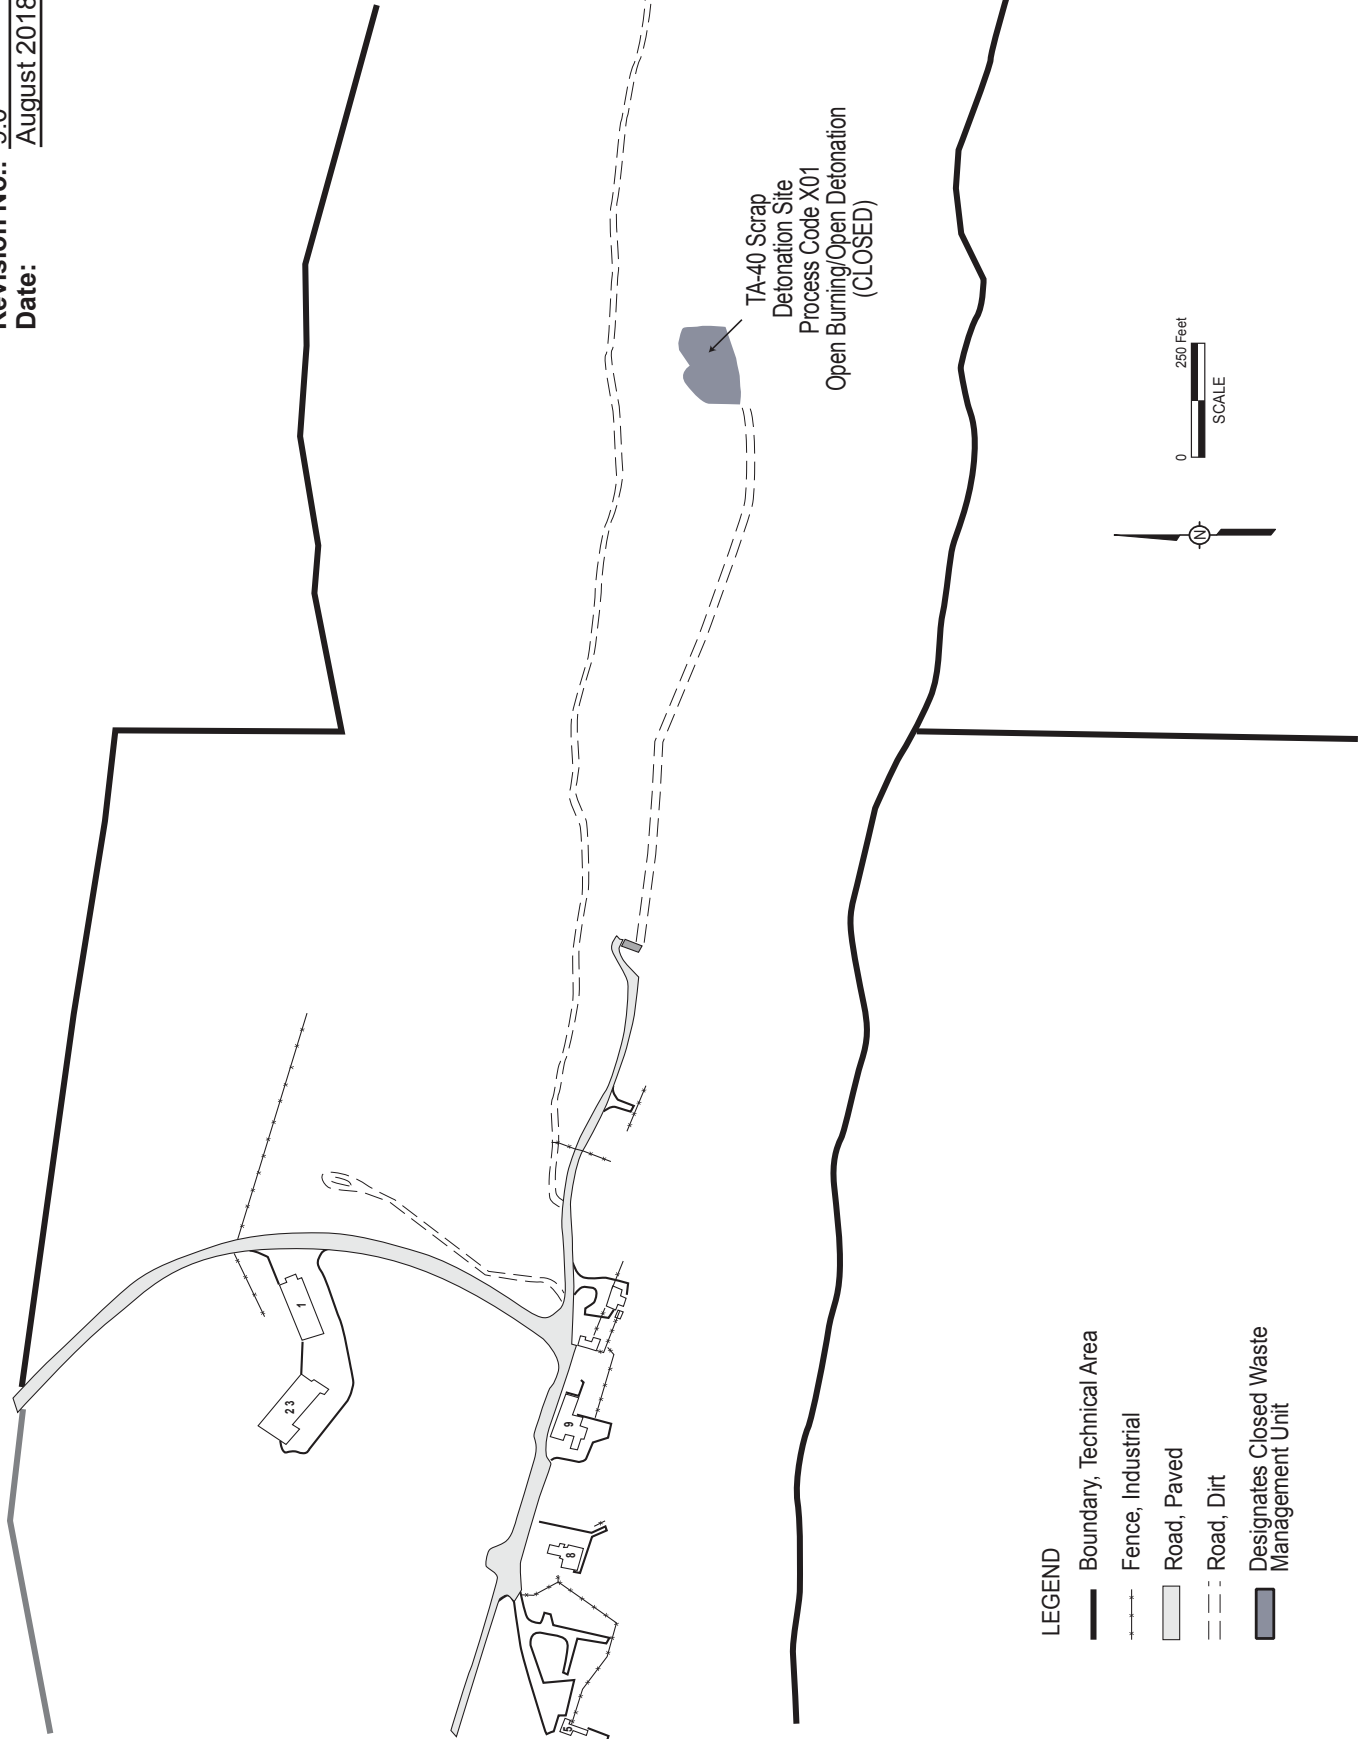 Date: August 2018
TA-40 Scrap
Detonation Site
Process Code X01
Open Burning/Open Detonation
(CLOSED)
1
23
9
8
5
0
250 Feet
SCALE
N
LEGEND
Boundary, Technical Area
Fence, Industrial
Road, Paved
Road, Dirt
Designates Closed Waste
Management Unit